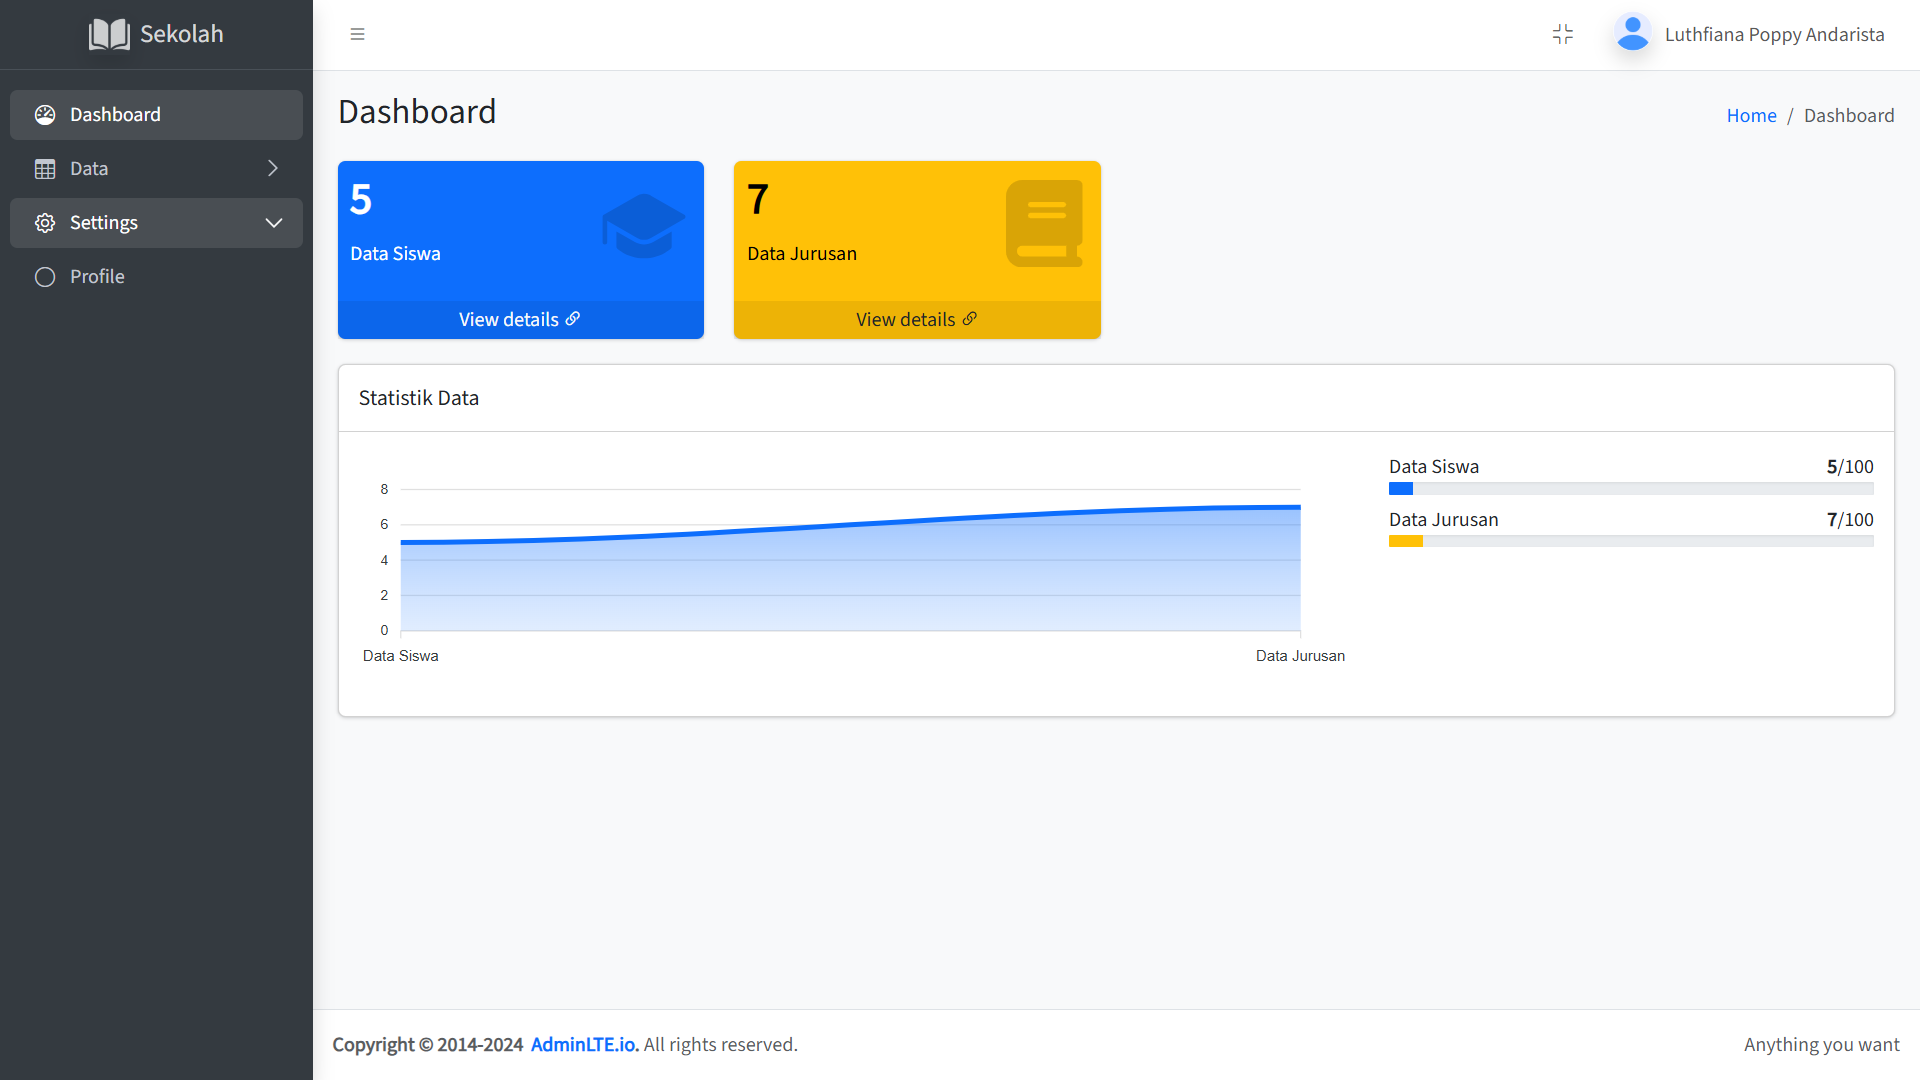 Sekolah
Luthfiana Poppy Andarista
Dashboard
Data
Settings
Profile
Dashboard
Home / Dashboard
5
Data Siswa
View details
7
Data Jurusan
View details
Statistik Data
8
6
4
2
0
Data Siswa
Data Jurusan
Data Siswa 5/100
Data Jurusan 7/100
Copyright © 2014-2024 AdminLTE.io. All rights reserved.
Anything you want